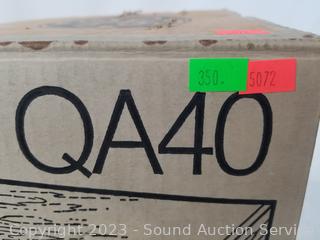 350. 5072
QA40
Copyright 2023 - Sound Auction Service